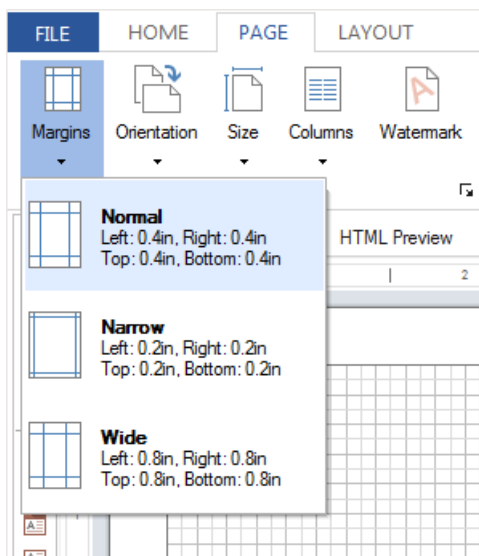 FILE HOME PAGE LAYOUT
Margins Orientation Size Columns Watermark
Normal
Left: 0.4in, Right: 0.4in
Top: 0.4in, Bottom: 0.4in
HTML Preview
2
Narrow
Left: 0.2in, Right: 0.2in
Top: 0.2in, Bottom: 0.2in
Wide
Left: 0.8in, Right: 0.8in
Top: 0.8in, Bottom: 0.8in
A